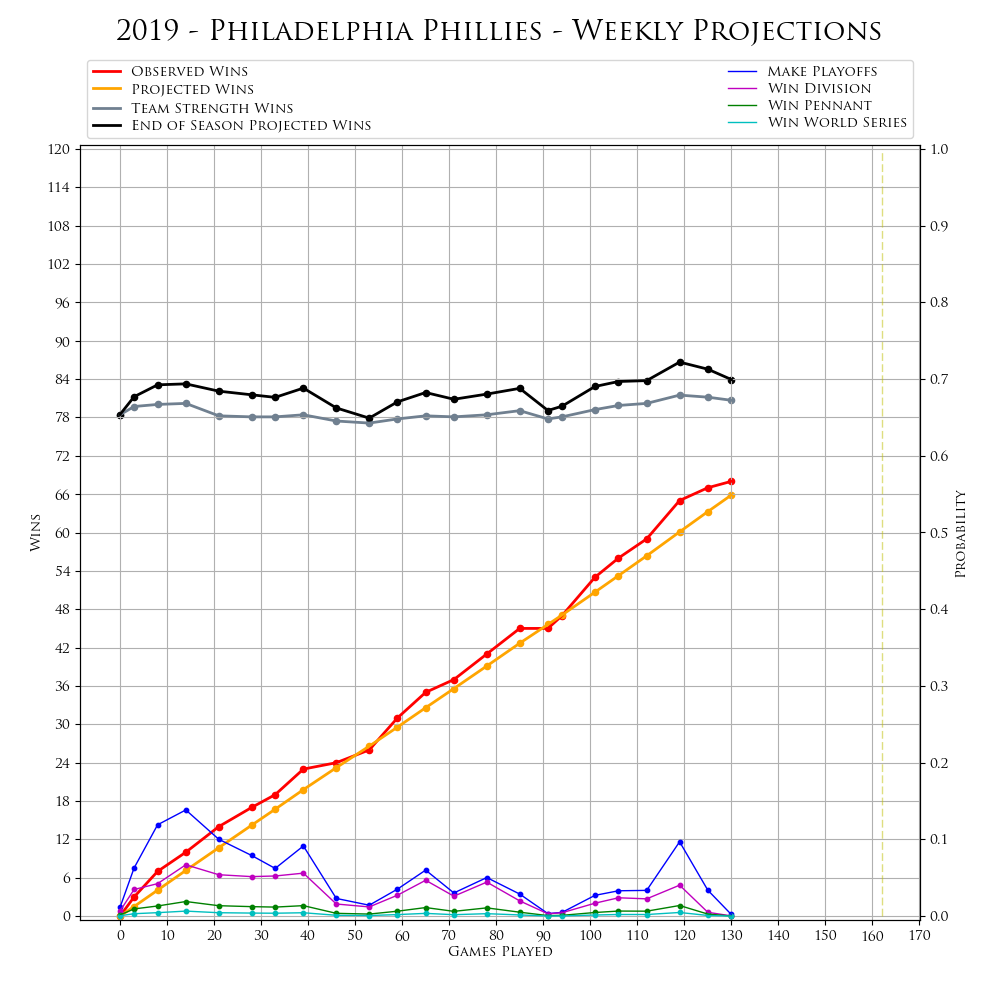 2019 - Philadelphia Phillies - Weekly Projections
Observed Wins
Projected Wins
Team Strength Wins
End of Season Projected Wins
Make Playoffs
Win Division
Win Pennant
Win World Series
120
114
108
102
96
90
84
78
72
66
60
54
48
42
36
30
24
18
12
6
0
Wins
1.0
0.9
0.8
0.7
0.6
0.5
0.4
0.3
0.2
0.1
0.0
Probability
0 10 20 30 40 50 60 70 80 90 100 110 120 130 140 150 160 170
Games Played